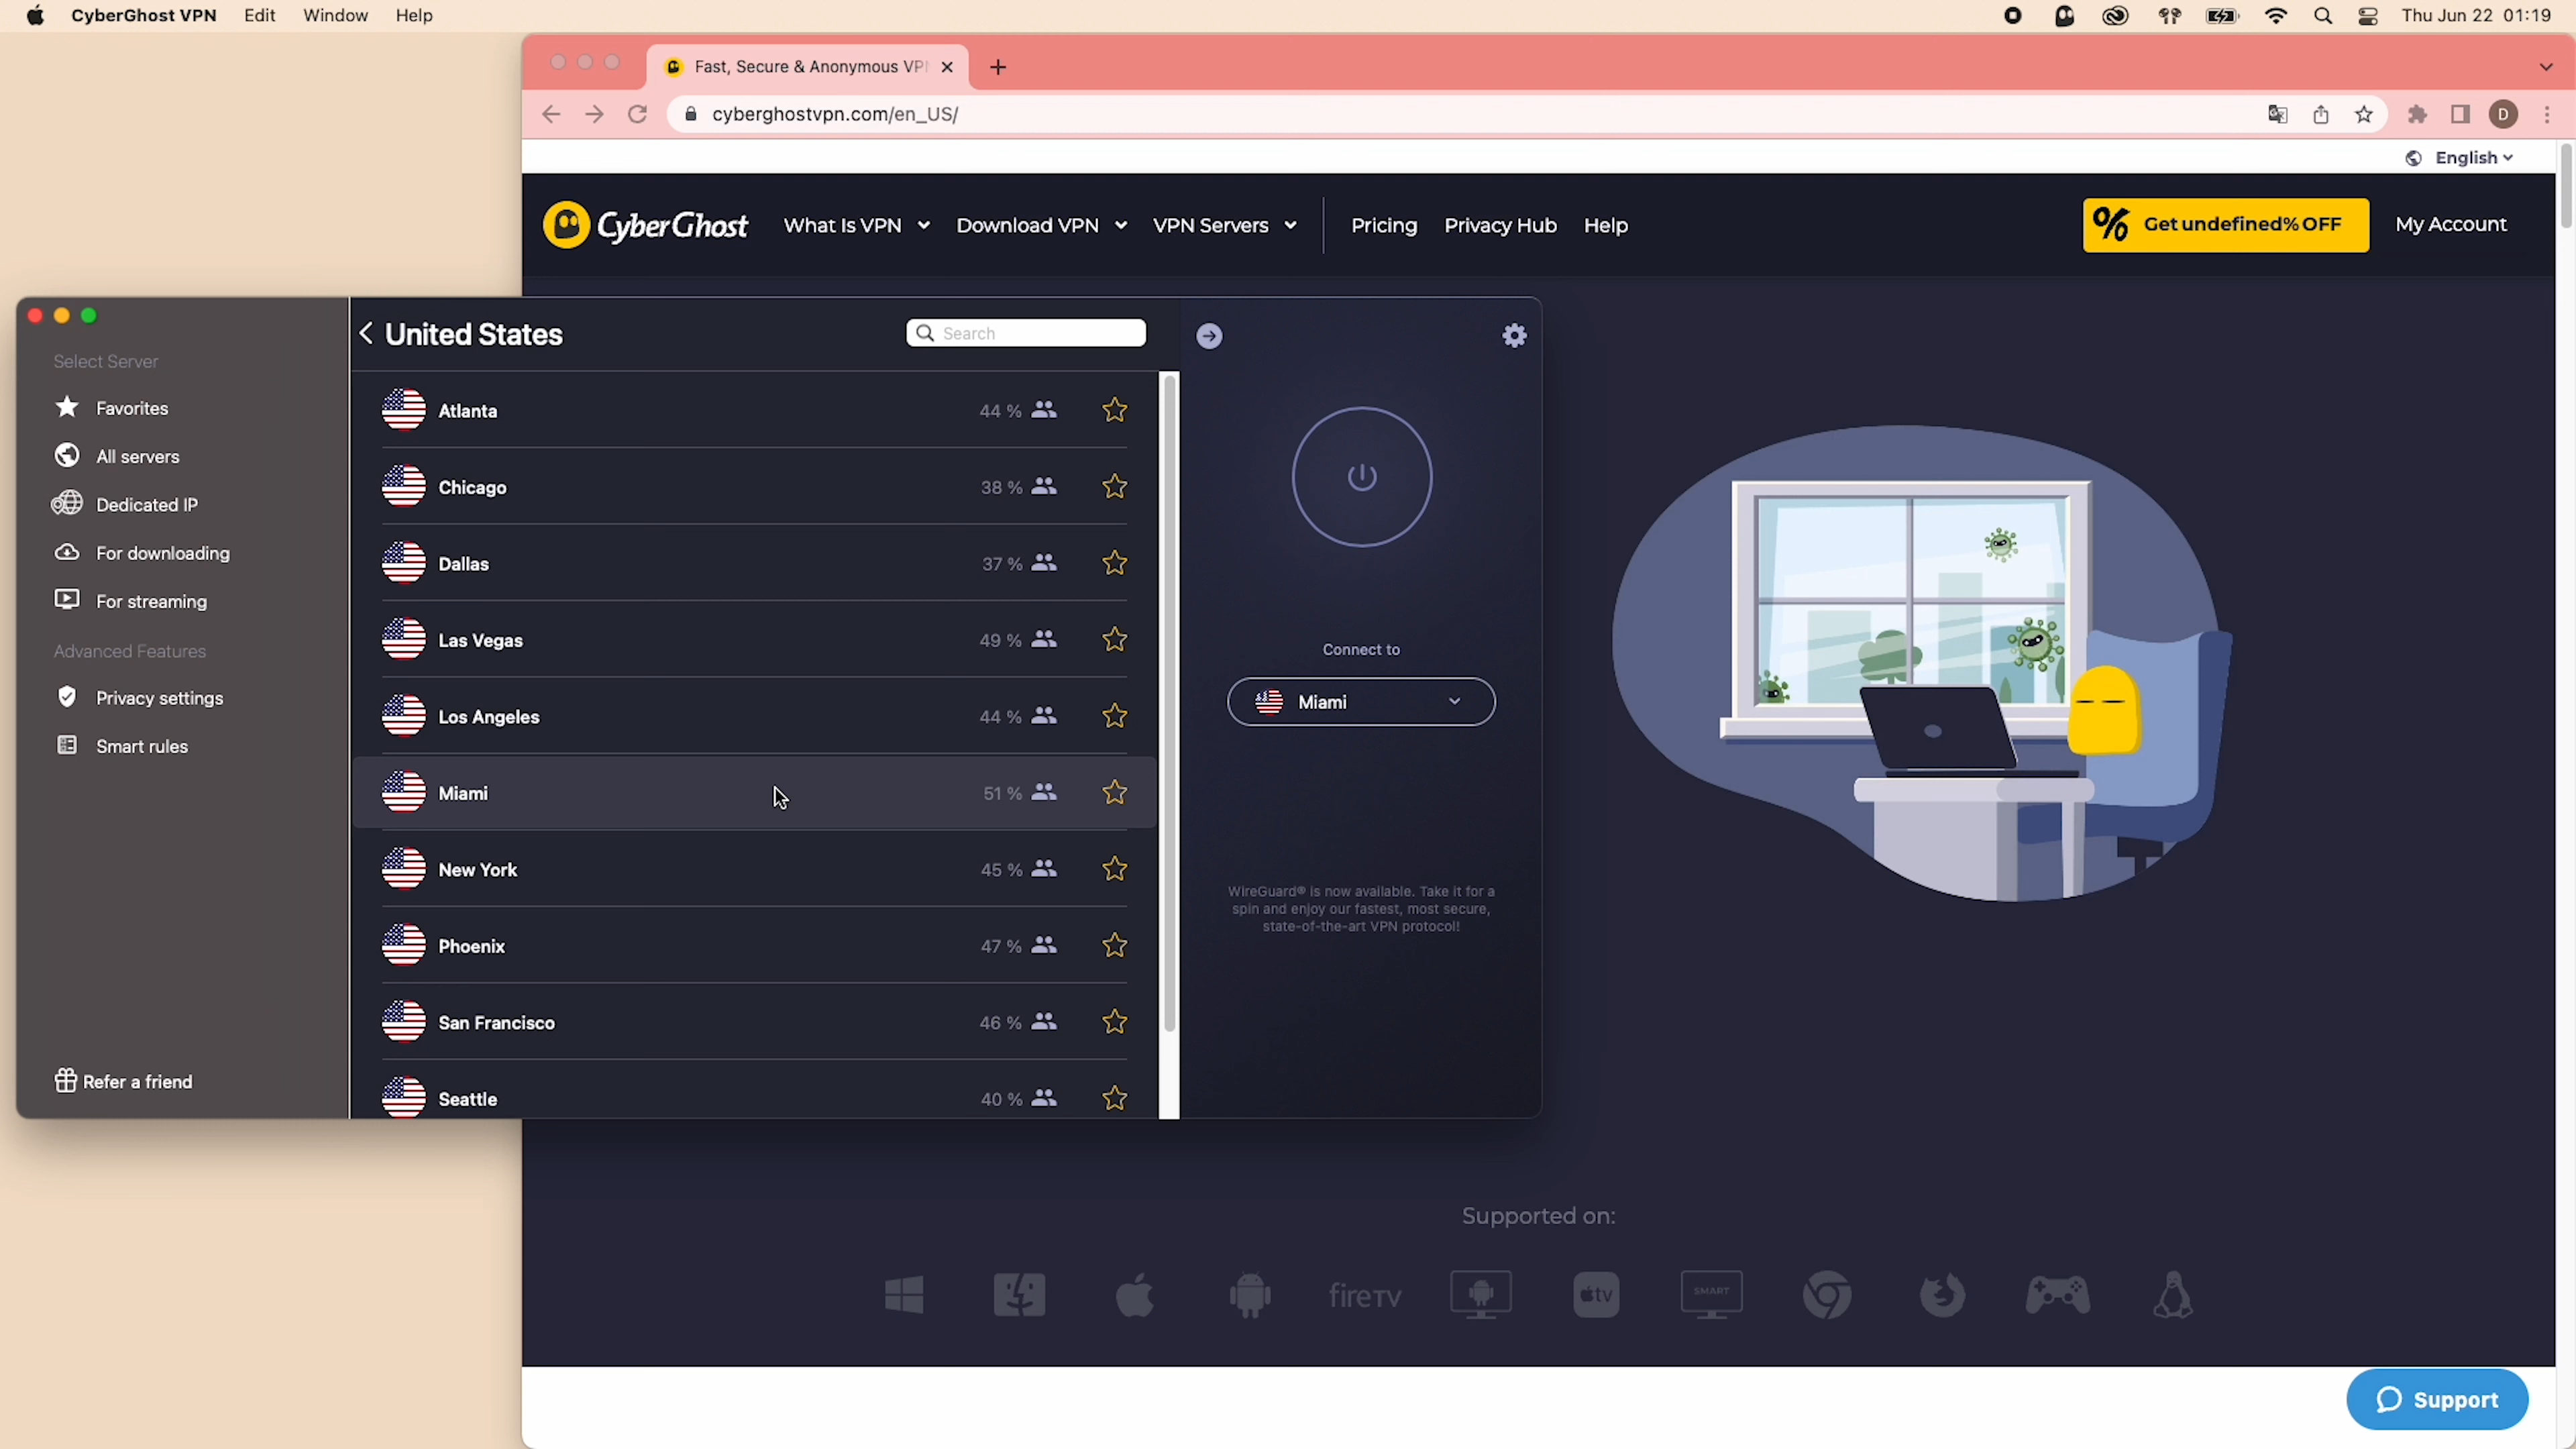 CyberGhost VPN Edit Window Help
Thu Jun 22 01:19
Fast, Secure & Anonymous VPN
cyberghostvpn.com/en_US/
D
English
CyberGhost What Is VPN Download VPN VPN Servers Pricing Privacy Hub Help
% Get undefined% OFF My Account
Select Server
Favorites
All servers
Dedicated IP
For downloading
For streaming
Advanced Features
Privacy settings
Smart rules
Refer a friend
United States
Search
Atlanta 44 %
Chicago 38 %
Dallas 37 %
Las Vegas 49 %
Los Angeles 44 %
Miami 51 %
New York 45 %
Phoenix 47 %
San Francisco 46 %
Seattle 40 %
Connect to
Miami
WireGuard® is now available. Take it for a
spin and enjoy our fastest, most secure,
state-of-the-art VPN protocol!
Supported on:
fireTV
tv
SMART
Support